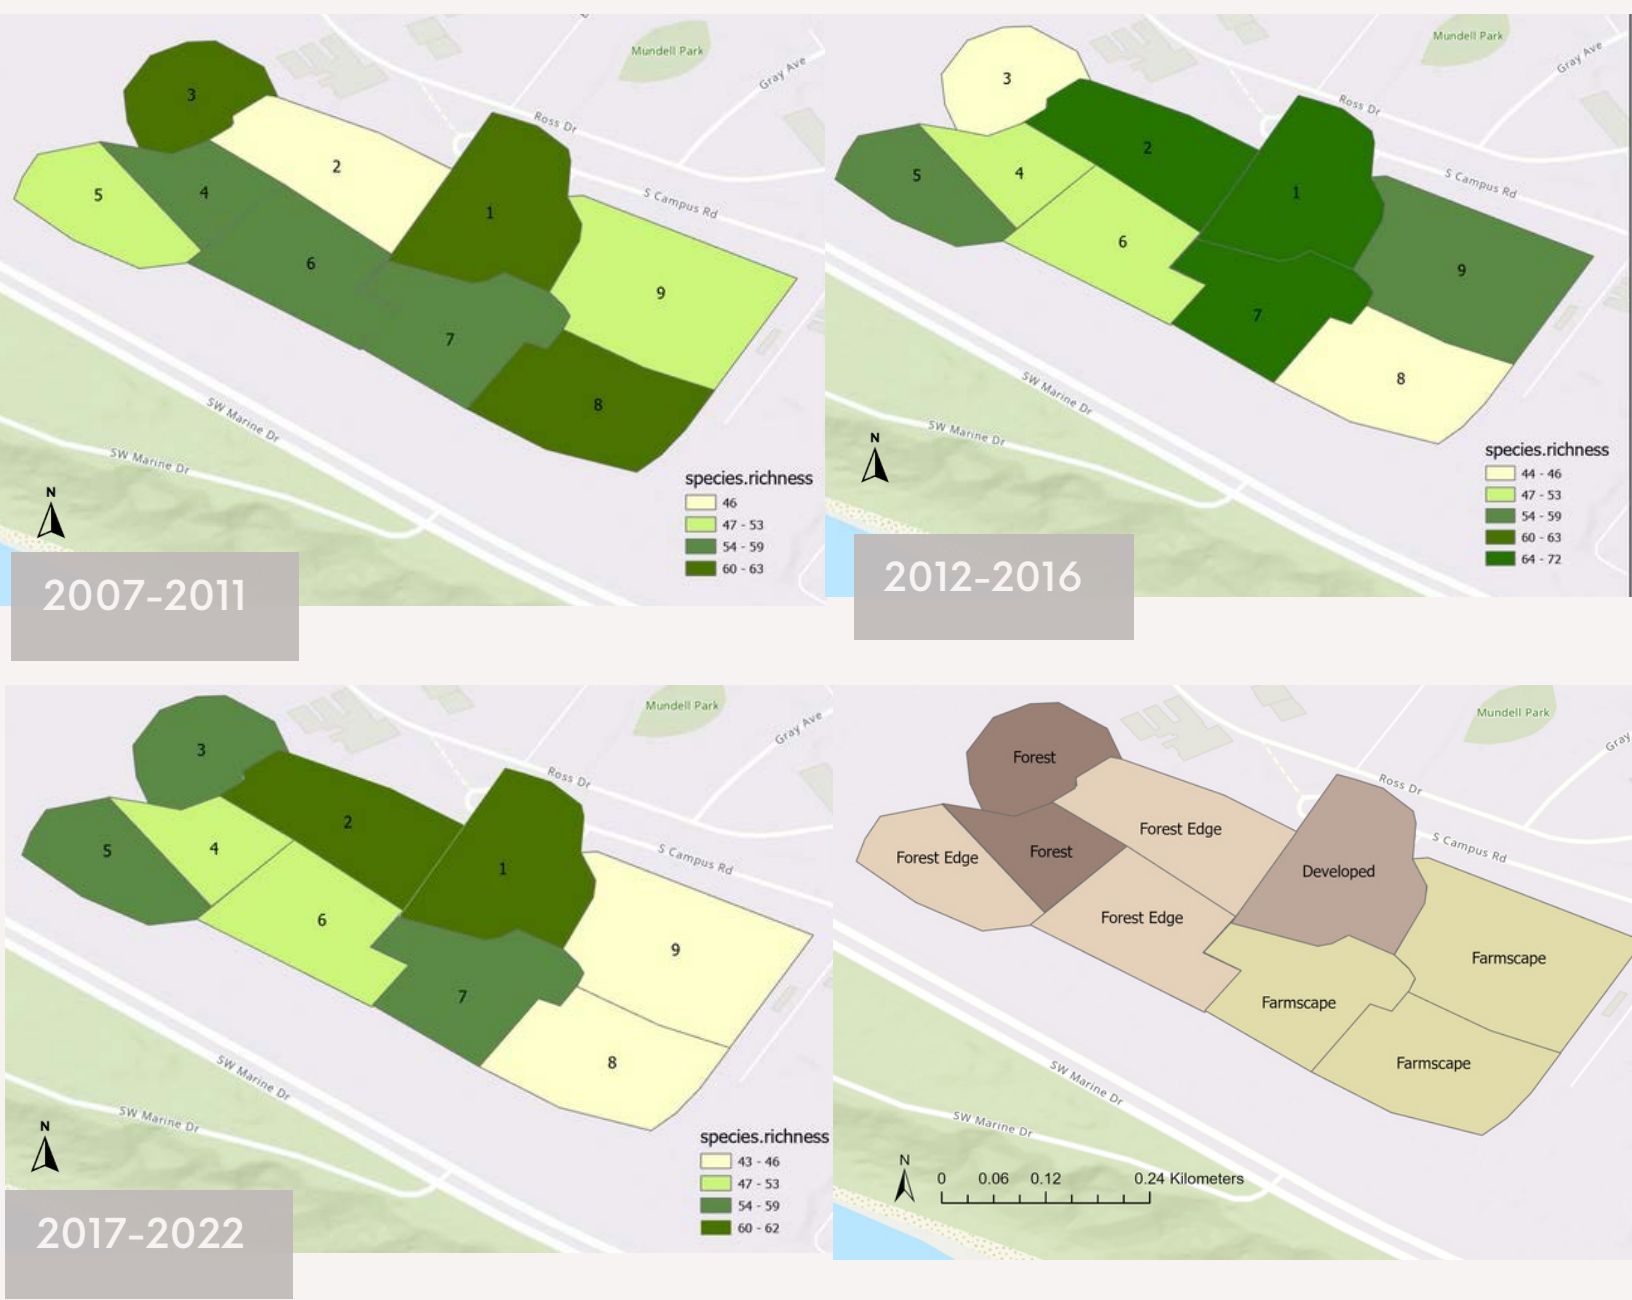 Mundell Park
Gray Ave
Ross Dr
S Campus Rd
3
2
5
4
1
6
9
7
8
SW Marine Dr
SW Marine Dr
N
species.richness
46
47 - 53
54 - 59
60 - 63
2007-2011
Mundell Park
Gray Ave
Ross Dr
S Campus Rd
3
2
5
4
1
6
9
7
8
SW Marine Dr
SW Marine Dr
N
species.richness
44 - 46
47 - 53
54 - 59
60 - 63
64 - 72
2012-2016
Mundell Park
Gray Ave
Ross Dr
S Campus Rd
3
2
5
4
1
6
9
7
8
SW Marine Dr
SW Marine Dr
N
species.richness
43 - 46
47 - 53
54 - 59
60 - 62
2017-2022
Mundell Park
Gray
Ross Dr
S Campus Rd
Forest
Forest Edge
Forest Edge
Forest
Developed
Forest Edge
Farmscape
Farmscape
Farmscape
SW Marine Dr
SW Marine Dr
N
0 0.06 0.12 0.24 Kilometers